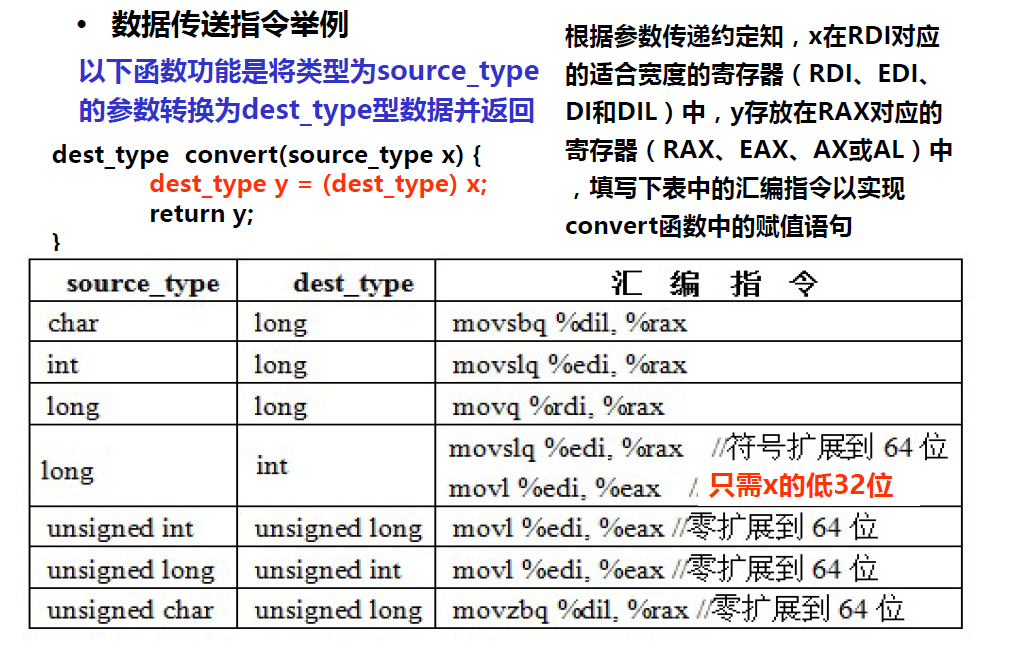 • 数据传送指令举例
以下函数功能是将类型为source_type
的参数转换为dest_type型数据并返回
dest_type convert(source_type x) {
dest_type y = (dest_type) x;
return y;
}
根据参数传递约定知，x在RDI对应
的适合宽度的寄存器（RDI、EDI、
DI和DIL）中，y存放在RAX对应的
寄存器（RAX、EAX、AX或AL）中
，填写下表中的汇编指令以实现
convert函数中的赋值语句
source_type dest_type 汇 编 指 令
char long movsbq %dil, %rax
int long movslq %edi, %rax
long long movq %rdi, %rax
long int movslq %edi, %rax //符号扩展到 64 位
movl %edi, %eax // 只需x的低32位
unsigned int unsigned long movl %edi, %eax //零扩展到 64 位
unsigned long unsigned int movl %edi, %eax //零扩展到 64 位
unsigned char unsigned long movzbq %dil, %rax //零扩展到 64 位